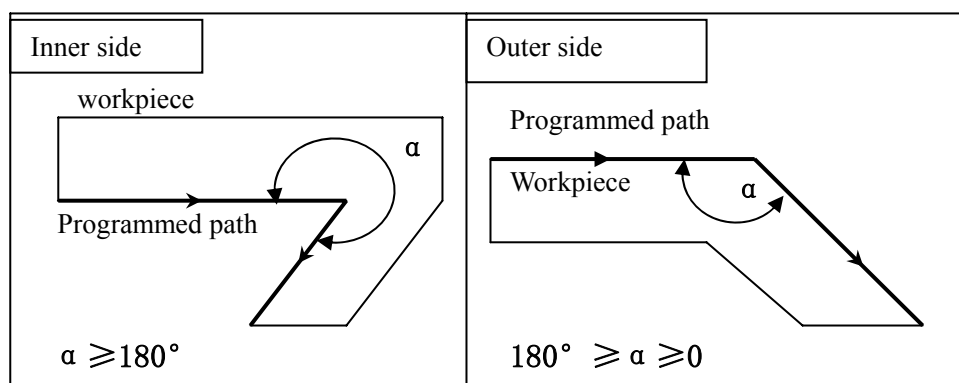 Inner side
workpiece
α
Programmed path
α ≥180°
Outer side
Programmed path
Workpiece
α
180° ≥ α ≥0